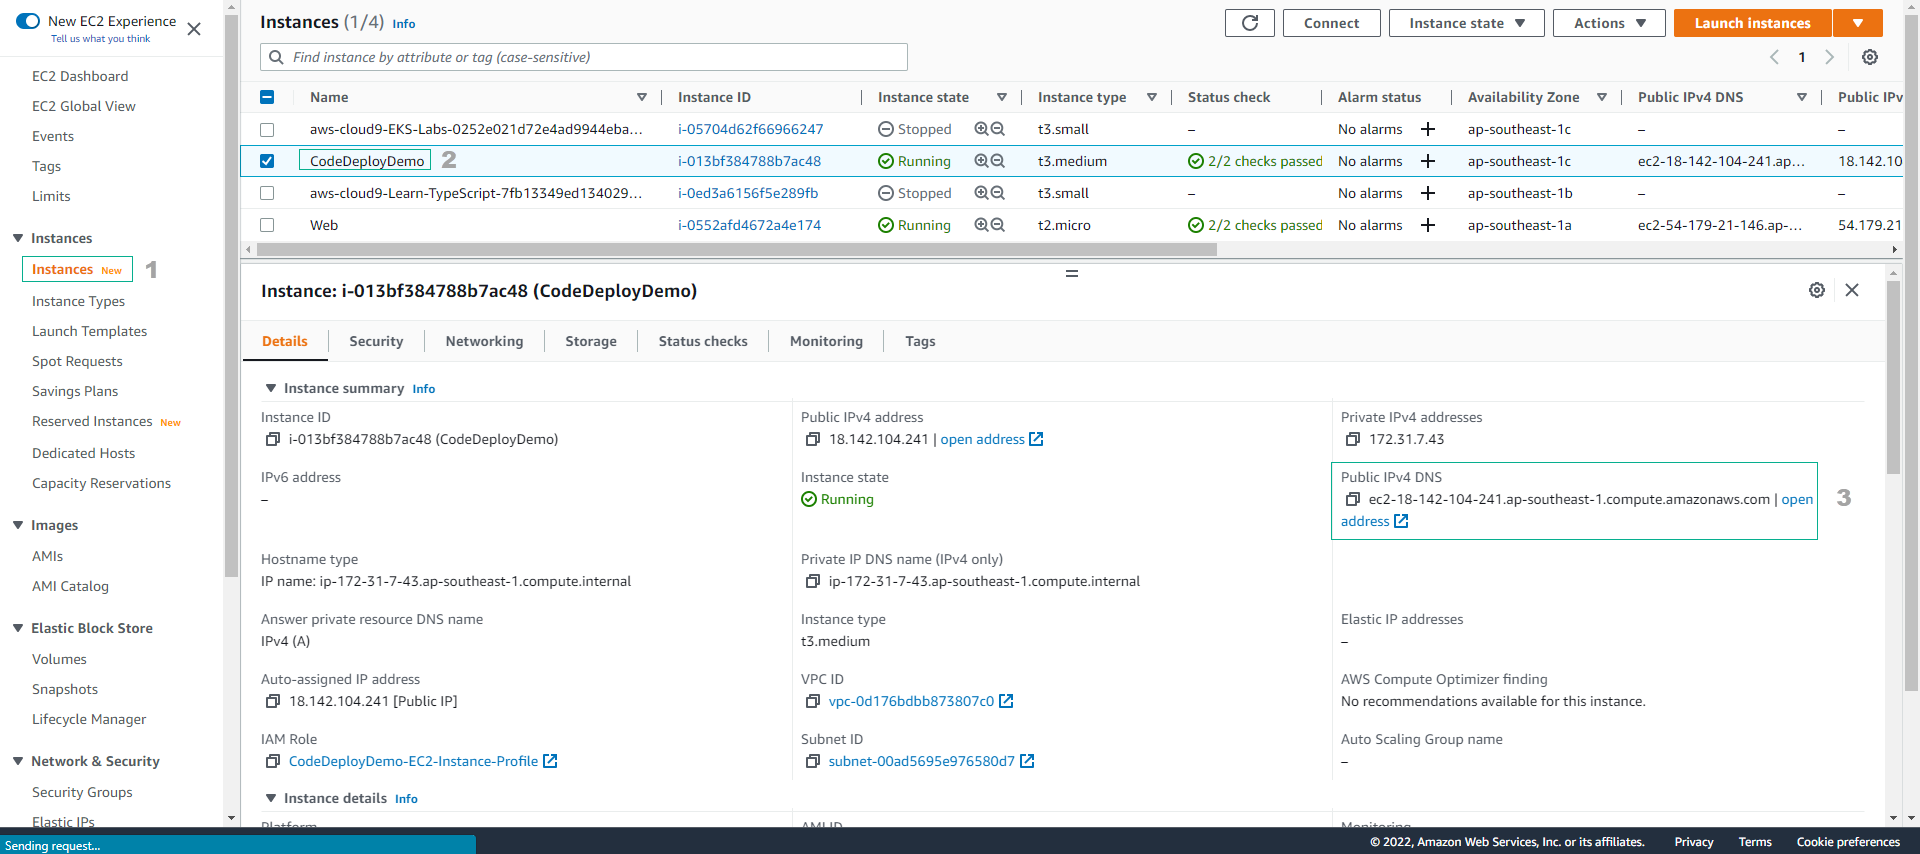 New EC2 Experience
Tell us what you think
EC2 Dashboard
EC2 Global View
Events
Tags
Limits
Instances
Instances New 1
Instance Types
Launch Templates
Spot Requests
Savings Plans
Reserved Instances New
Dedicated Hosts
Capacity Reservations
Images
AMIs
AMI Catalog
Elastic Block Store
Volumes
Snapshots
Lifecycle Manager
Network & Security
Security Groups
Elastic IPs
Instances (1/4) Info
Connect Instance state Actions Launch instances
Find instance by attribute or tag (case-sensitive)
1
Name Instance ID Instance state Instance type Status check Alarm status Availability Zone Public IPv4 DNS Public IPv
aws-cloud9-EKS-Labs-0252e021d72e4ad9944eba... i-05704d62f66966247 Stopped t3.small – No alarms + ap-southeast-1c – –
CodeDeployDemo 2 i-013bf384788b7ac48 Running t3.medium 2/2 checks passed No alarms + ap-southeast-1c ec2-18-142-104-241.ap... 18.142.10
aws-cloud9-Learn-TypeScript-7fb13349ed134029... i-0ed3a6156f5e289fb Stopped t3.small – No alarms + ap-southeast-1b – –
Web i-0552afd4672a4e174 Running t2.micro 2/2 checks passed No alarms + ap-southeast-1a ec2-54-179-21-146.ap-... 54.179.21
Instance: i-013bf384788b7ac48 (CodeDeployDemo)
Details Security Networking Storage Status checks Monitoring Tags
Instance summary Info
Instance ID
i-013bf384788b7ac48 (CodeDeployDemo)
Public IPv4 address
18.142.104.241 | open address
Private IPv4 addresses
172.31.7.43
IPv6 address
–
Instance state
Running
Public IPv4 DNS
ec2-18-142-104-241.ap-southeast-1.compute.amazonaws.com | open
address
3
Hostname type
IP name: ip-172-31-7-43.ap-southeast-1.compute.internal
Private IP DNS name (IPv4 only)
ip-172-31-7-43.ap-southeast-1.compute.internal
Answer private resource DNS name
IPv4 (A)
Instance type
t3.medium
Elastic IP addresses
–
Auto-assigned IP address
18.142.104.241 [Public IP]
VPC ID
vpc-0d176bdbb873807c0
AWS Compute Optimizer finding
No recommendations available for this instance.
IAM Role
CodeDeployDemo-EC2-Instance-Profile
Subnet ID
subnet-00ad5695e976580d7
Auto Scaling Group name
–
Instance details Info
Platform AMI ID Monitoring
Sending request...
© 2022, Amazon Web Services, Inc. or its affiliates. Privacy Terms Cookie preferences